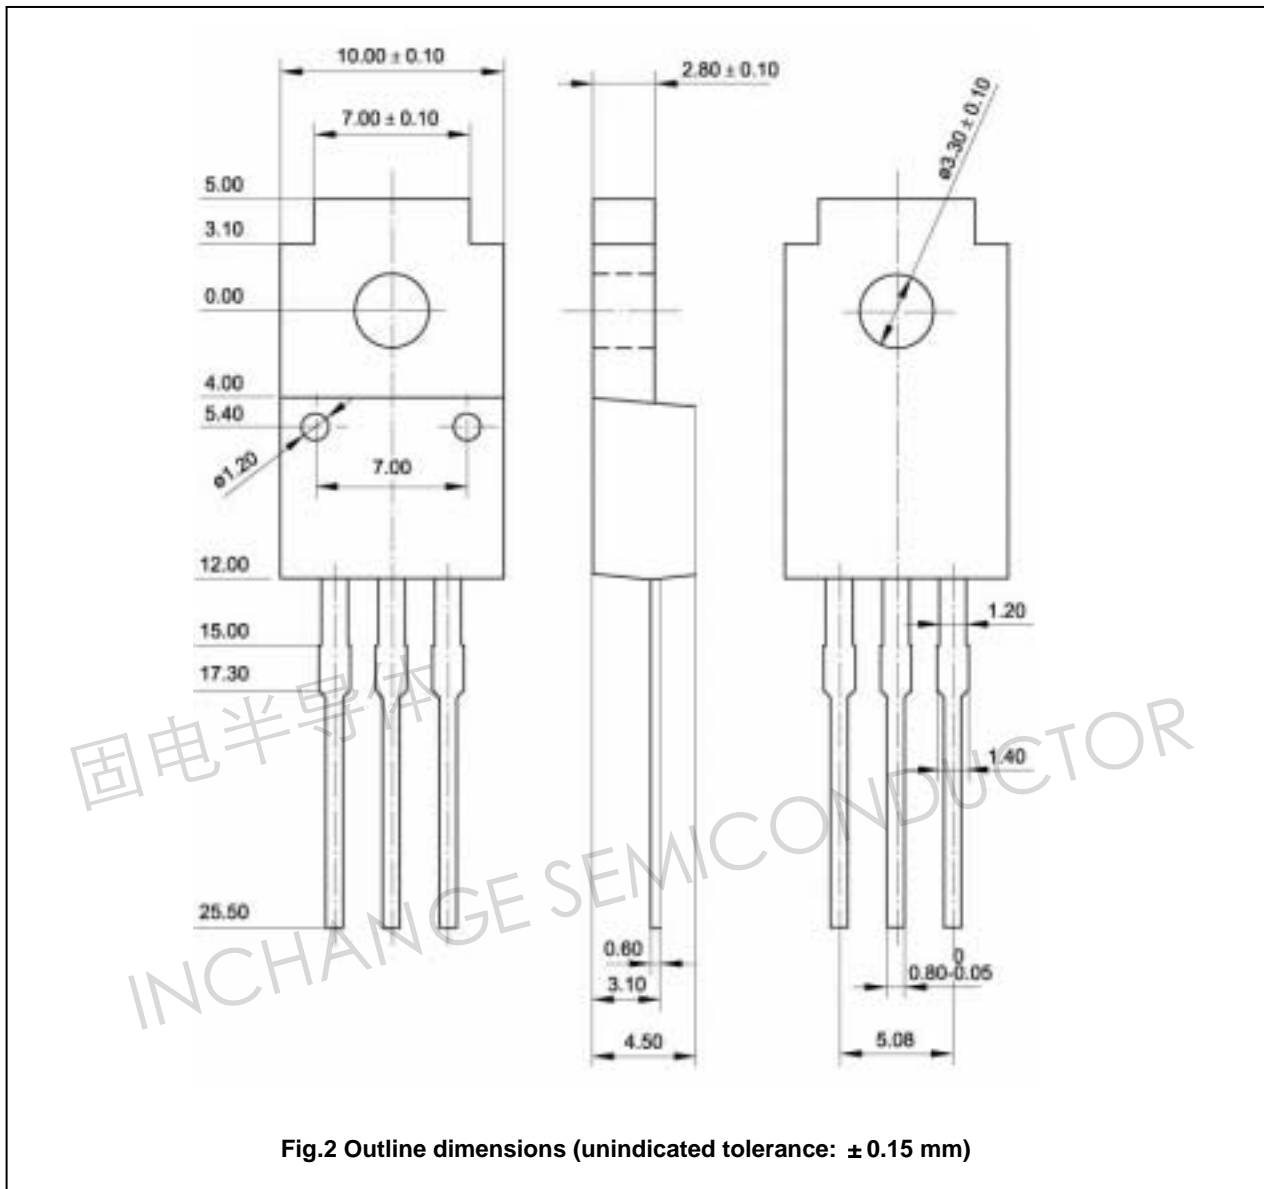 10.00 ± 0.10
2.80 ± 0.10
ø3.30 ± 0.10
7.00 ± 0.10
5.00
3.10
0.00
4.00
5.40
ø1.20
7.00
12.00
15.00
17.30
25.50
1.20
1.40
0.60
3.10
4.50
0
0.80-0.05
5.08
固电半导体
INCHANGE SEMICONDUCTOR
Fig.2 Outline dimensions (unindicated tolerance: ± 0.15 mm)